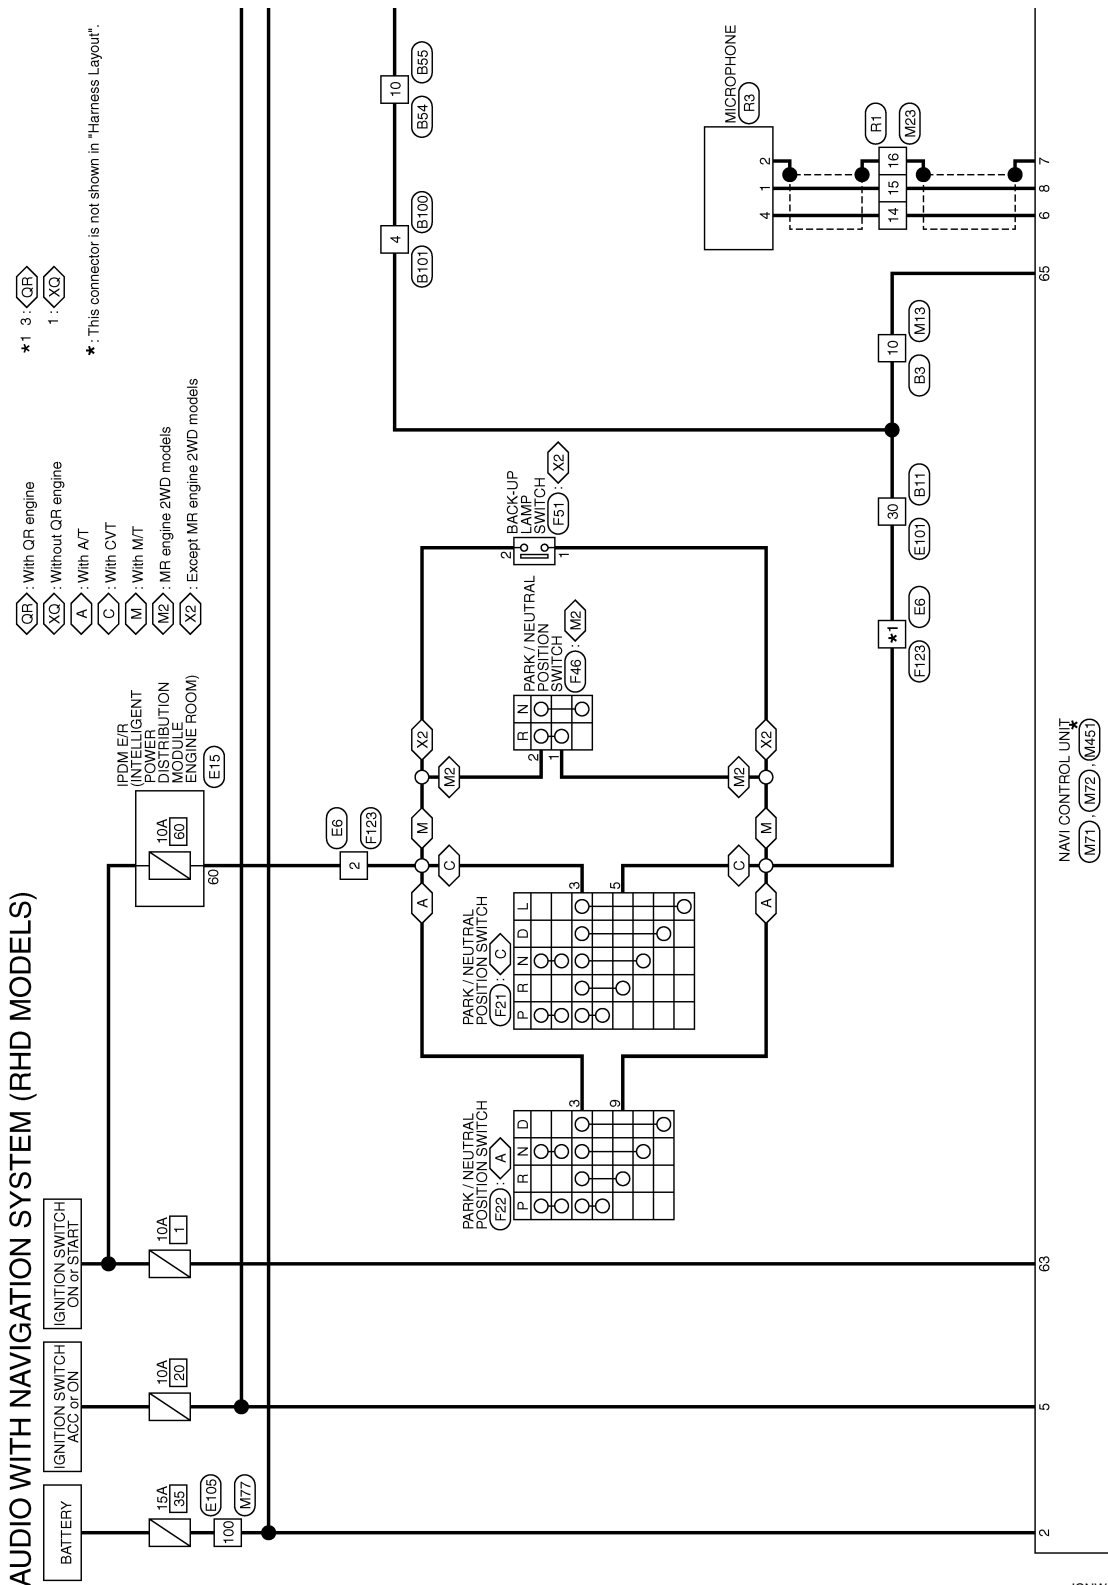 AUDIO WITH NAVIGATION SYSTEM (RHD MODELS)
QR : With QR engine
XQ : Without QR engine
A : With A/T
C : With CVT
M : With M/T
M2 : MR engine 2WD models
X2 : Except MR engine 2WD models
*1 3 : QR
1 : XQ
* : This connector is not shown in "Harness Layout".
BATTERY
IGNITION SWITCH
ACC or ON
IGNITION SWITCH
ON or START
15A
35
10A
20
10A
1
E105
100
M77
IPDM E/R
(INTELLIGENT
POWER
DISTRIBUTION
MODULE
ENGINE ROOM)
E15
10A
60
60
E6
2
F123
A
M
X2
C
M2
PARK / NEUTRAL
POSITION SWITCH
F22 : A
P R N D
3
9
PARK / NEUTRAL
POSITION SWITCH
F21 : C
P R N D L
3
5
PARK / NEUTRAL
POSITION
SWITCH
F46 : M2
R N
2
1
BACK-UP
LAMP
SWITCH
F51 : X2
2
1
A
M
X2
C
M2
B101
4
B100
B54
10
B55
F123
*1
E6
E101
30
B11
B3
10
M13
MICROPHONE
R3
4 1 2
R1
14 15 16
M23
2
5
63
65
6 8 7
NAVI CONTROL UNIT
M71 , M72 , M451 *